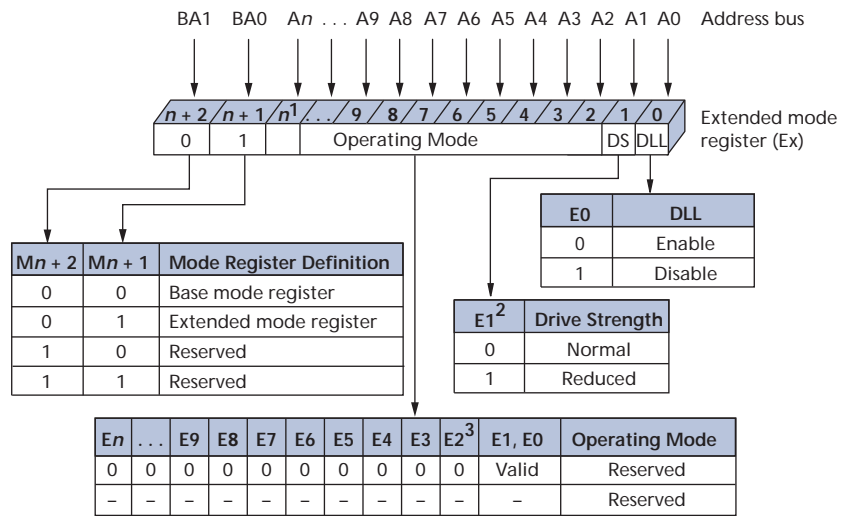 BA1 BA0 An . . . A9 A8 A7 A6 A5 A4 A3 A2 A1 A0 Address bus
n + 2 n + 1 n1 . . . 9 8 7 6 5 4 3 2 1 0
Extended mode
register (Ex)
0 1 Operating Mode DS DLL
E0 DLL
0 Enable
1 Disable
Mn + 2 Mn + 1 Mode Register Definition
0 0 Base mode register
0 1 Extended mode register
1 0 Reserved
1 1 Reserved
E12 Drive Strength
0 Normal
1 Reduced
En . . . E9 E8 E7 E6 E5 E4 E3 E23 E1, E0 Operating Mode
0 0 0 0 0 0 0 0 0 0 Valid Reserved
– – – – – – – – – – – Reserved